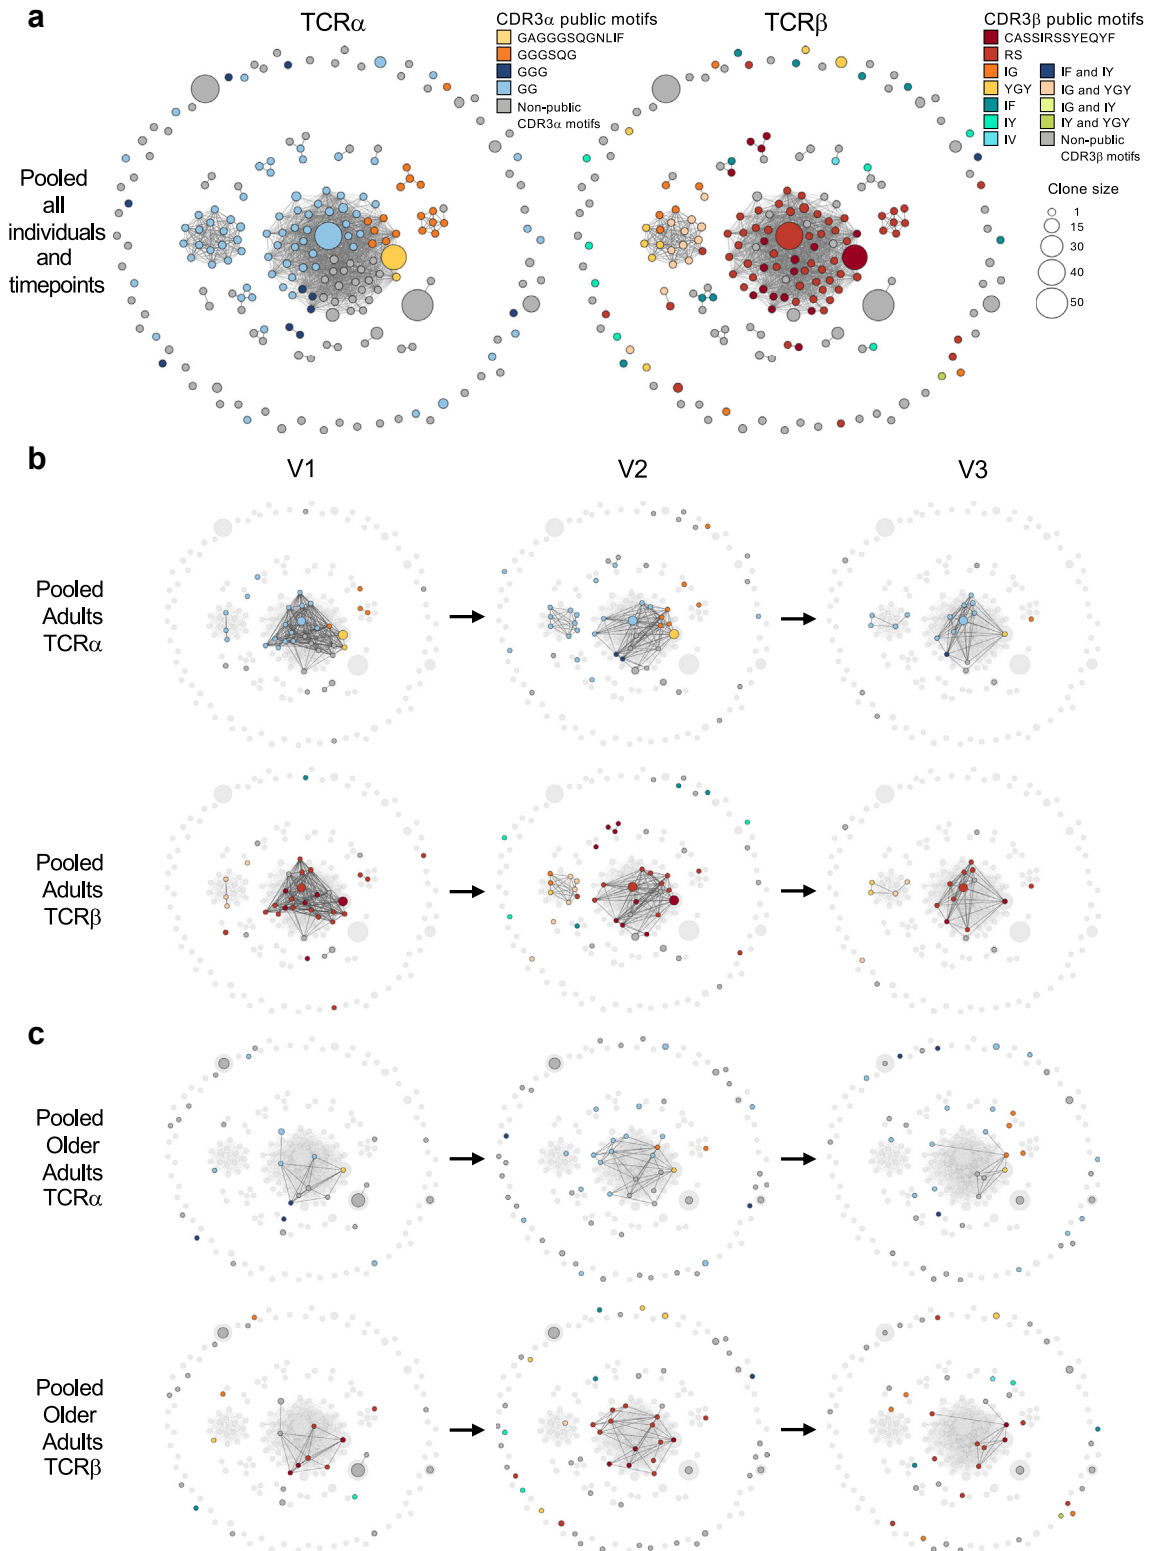 a
TCRα
TCRβ
CDR3α public motifs
GAGGGSQGNLIF
GGGSQG
GGG
GG
Non-public
CDR3α motifs
CDR3β public motifs
CASSIRSSYEQYF
RS
IG
YGY
IF
IY
IV
IF and IY
IG and YGY
IG and IY
IY and YGY
Non-public
CDR3β motifs
Clone size
1
15
30
40
50
Pooled
all
individuals
and
timepoints
b
V1
V2
V3
Pooled
Adults
TCRα
Pooled
Adults
TCRβ
c
Pooled
Older
Adults
TCRα
Pooled
Older
Adults
TCRβ